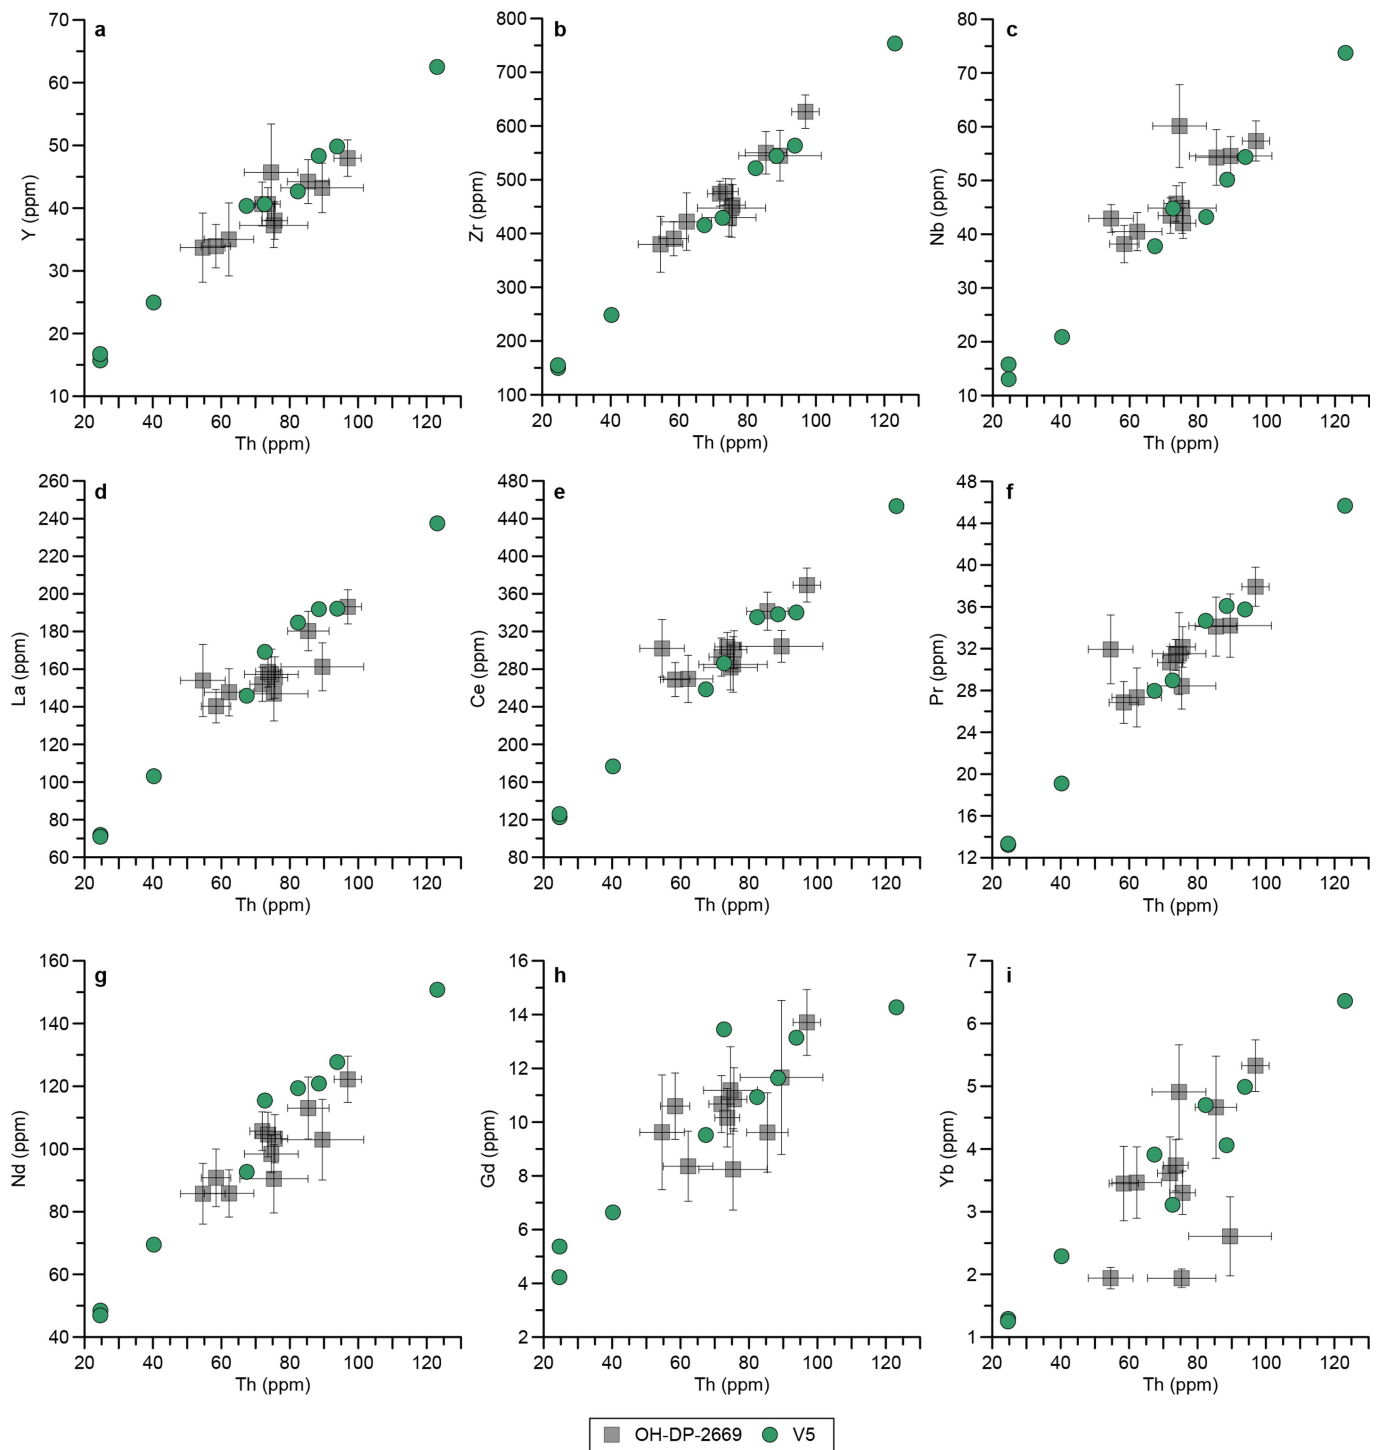 a
70
60
50
40
30
20
10
Y (ppm)
20 40 60 80 100 120
Th (ppm)
b
800
700
600
500
400
300
200
100
Zr (ppm)
20 40 60 80 100 120
Th (ppm)
c
80
70
60
50
40
30
20
10
Nb (ppm)
20 40 60 80 100 120
Th (ppm)
d
260
240
220
200
180
160
140
120
100
80
60
La (ppm)
20 40 60 80 100 120
Th (ppm)
e
480
440
400
360
320
280
240
200
160
120
80
Ce (ppm)
20 40 60 80 100 120
Th (ppm)
f
48
44
40
36
32
28
24
20
16
12
Pr (ppm)
20 40 60 80 100 120
Th (ppm)
g
160
140
120
100
80
60
40
Nd (ppm)
20 40 60 80 100 120
Th (ppm)
h
16
14
12
10
8
6
4
2
Gd (ppm)
20 40 60 80 100 120
Th (ppm)
i
7
6
5
4
3
2
1
Yb (ppm)
20 40 60 80 100 120
Th (ppm)
OH-DP-2669 V5